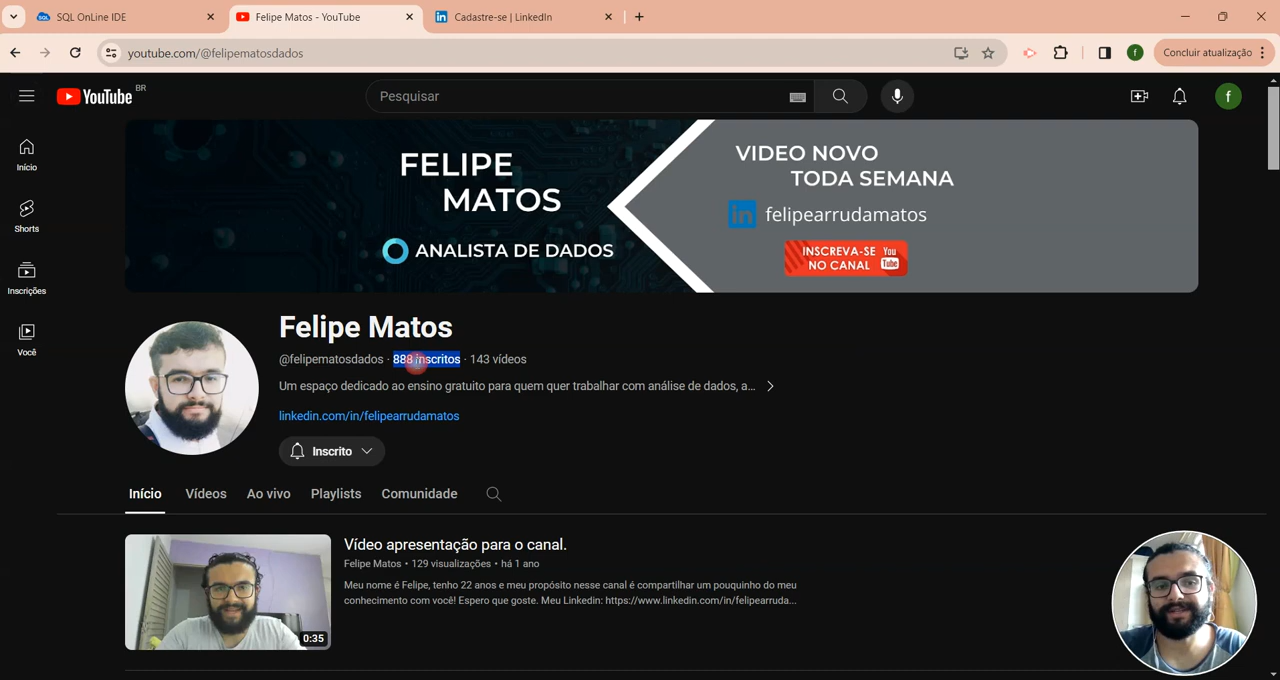 SQL OnLine IDE
Felipe Matos - YouTube
Cadastre-se | LinkedIn
youtube.com/@felipematosdados
f
Concluir atualização
YouTube BR
Pesquisar
f
Início
Shorts
Inscrições
Você
FELIPE
MATOS
ANALISTA DE DADOS
VIDEO NOVO
TODA SEMANA
in felipearrudamatos
INSCREVA-SE
NO CANAL
You
Tube
Felipe Matos
@felipematosdados · 888 inscritos · 143 vídeos
Um espaço dedicado ao ensino gratuito para quem quer trabalhar com análise de dados, a...
linkedin.com/in/felipearrudamatos
Inscrito
Início Vídeos Ao vivo Playlists Comunidade
Vídeo apresentação para o canal.
Felipe Matos • 129 visualizações • há 1 ano
Meu nome é Felipe, tenho 22 anos e meu propósito nesse canal é compartilhar um pouquinho do meu
conhecimento com você! Espero que goste. Meu Linkedin: https://www.linkedin.com/in/felipearruda...
0:35